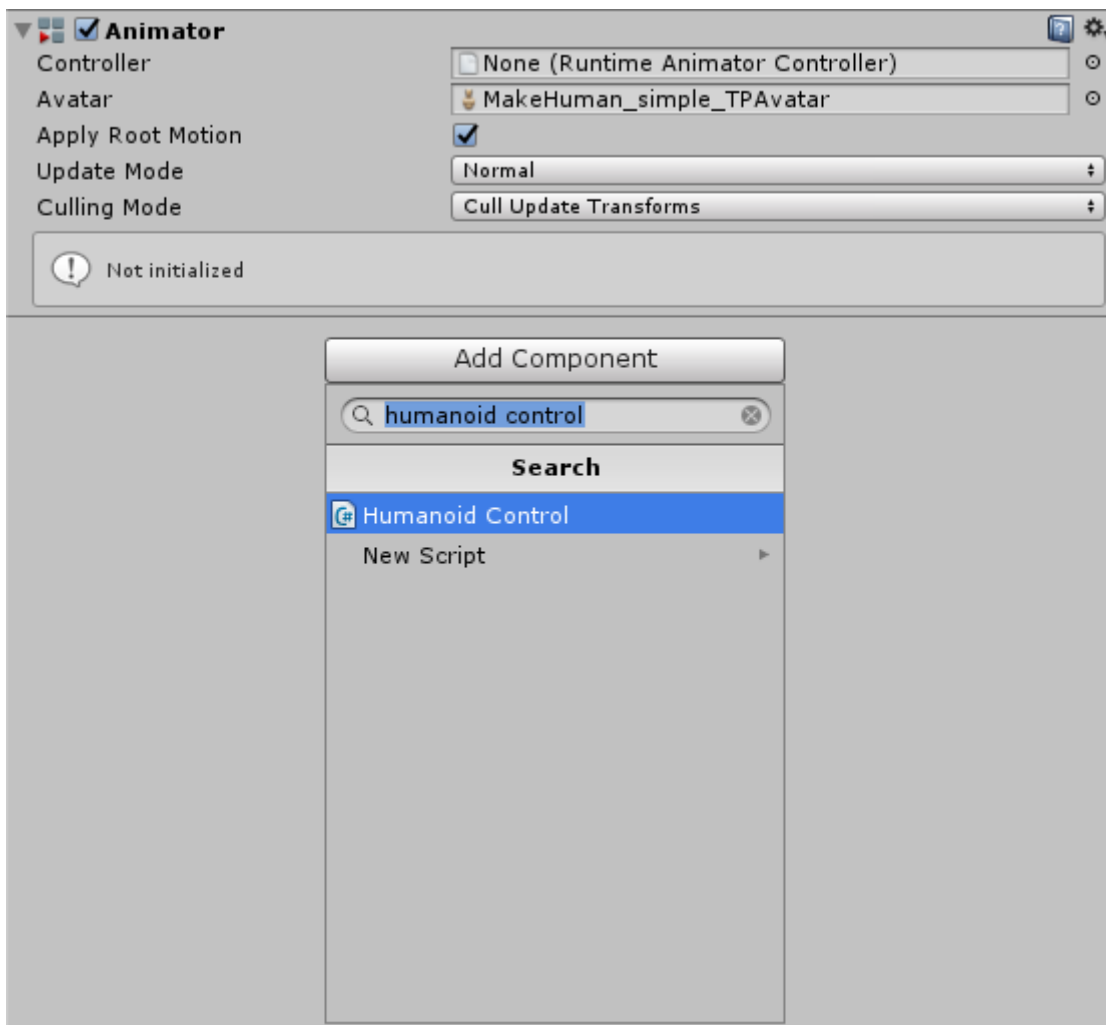 Animator
Controller None (Runtime Animator Controller)
Avatar MakeHuman_simple_TPAvatar
Apply Root Motion
Update Mode Normal
Culling Mode Cull Update Transforms
Not initialized
Add Component
humanoid control
Search
Humanoid Control
New Script